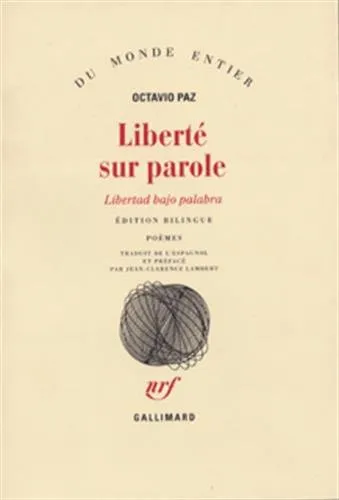 DU MONDE ENTIER
OCTAVIO PAZ
Liberté
sur parole
Libertad bajo palabra
ÉDITION BILINGUE
POÈMES
TRADUIT DE L'ESPAGNOL
ET PRÉFACÉ
PAR JEAN-CLARENCE LAMBERT
nrf
GALLIMARD